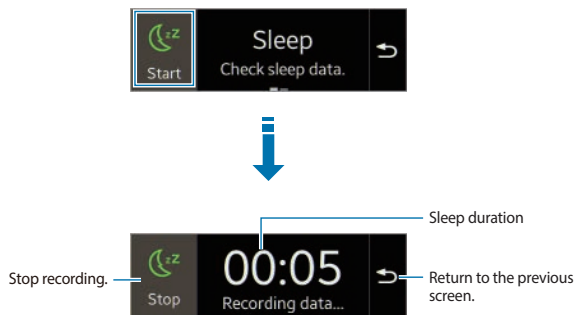 Sleep
Start
Check sleep data.
Sleep duration
00:05
Stop recording.
Return to the previous
screen.
Stop
Recording data...